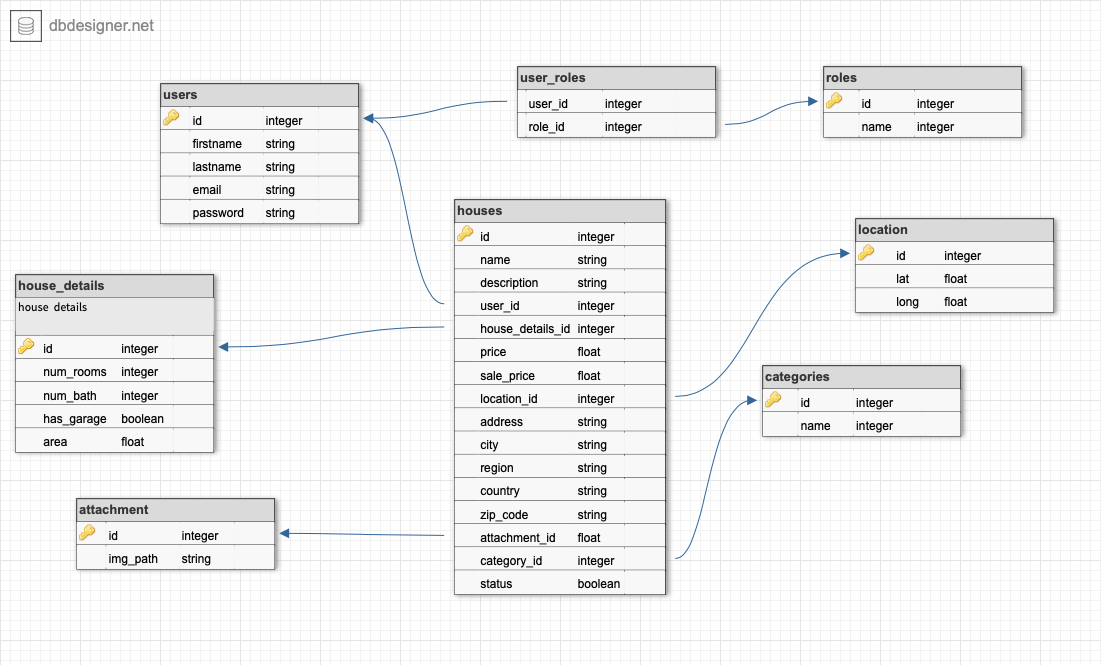 dbdesigner.net
users
id integer
firstname string
lastname string
email string
password string
user_roles
user_id integer
role_id integer
roles
id integer
name integer
houses
id integer
name string
description string
user_id integer
house_details_id integer
price float
sale_price float
location_id integer
address string
city string
region string
country string
zip_code string
attachment_id float
category_id integer
status boolean
location
id integer
lat float
long float
house_details
house details
id integer
num_rooms integer
num_bath integer
has_garage boolean
area float
categories
id integer
name integer
attachment
id integer
img_path string